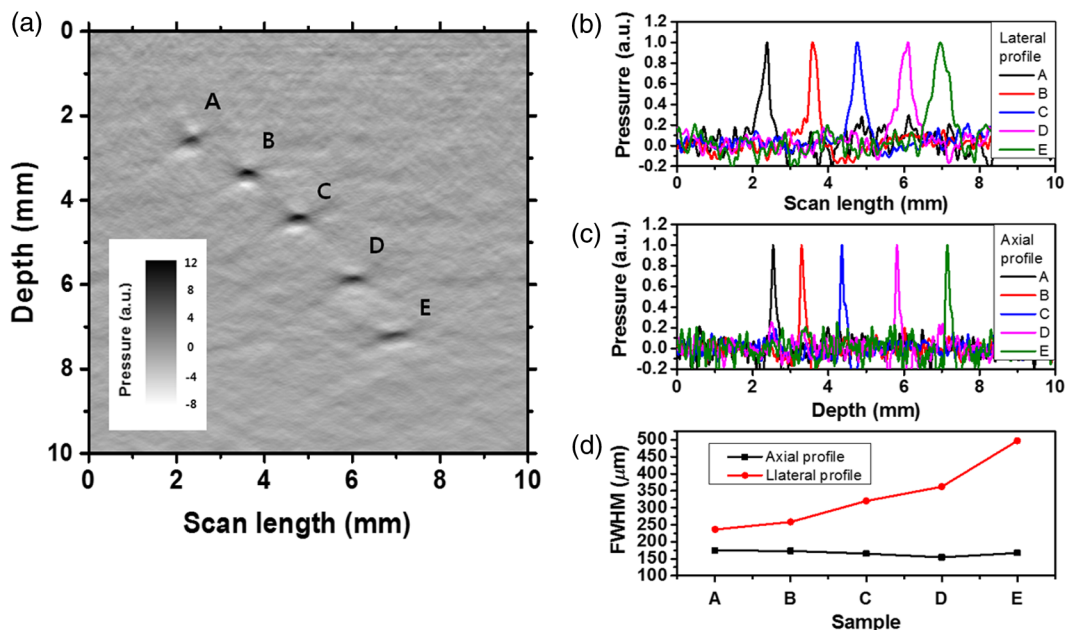 (a)
0
2
4
6
8
10
Depth (mm)
A
B
C
D
E
12
8
4
0
-4
-8
Pressure (a.u.)
0 2 4 6 8 10
Scan length (mm)
(b)
1.2
1.0
0.8
0.6
0.4
0.2
0.0
-0.2
Pressurre (a.u.)
Lateral
profile
A
B
C
D
E
0 2 4 6 8 10
Scan length (mm)
(c)
1.2
1.0
0.8
0.6
0.4
0.2
0.0
-0.2
Pressure (a.u.)
Axial
profile
A
B
C
D
E
0 2 4 6 8 10
Depth (mm)
(d)
500
450
400
350
300
250
200
150
100
FWHM (μm)
Axial profile
Llateral profile
A B C D E
Sample